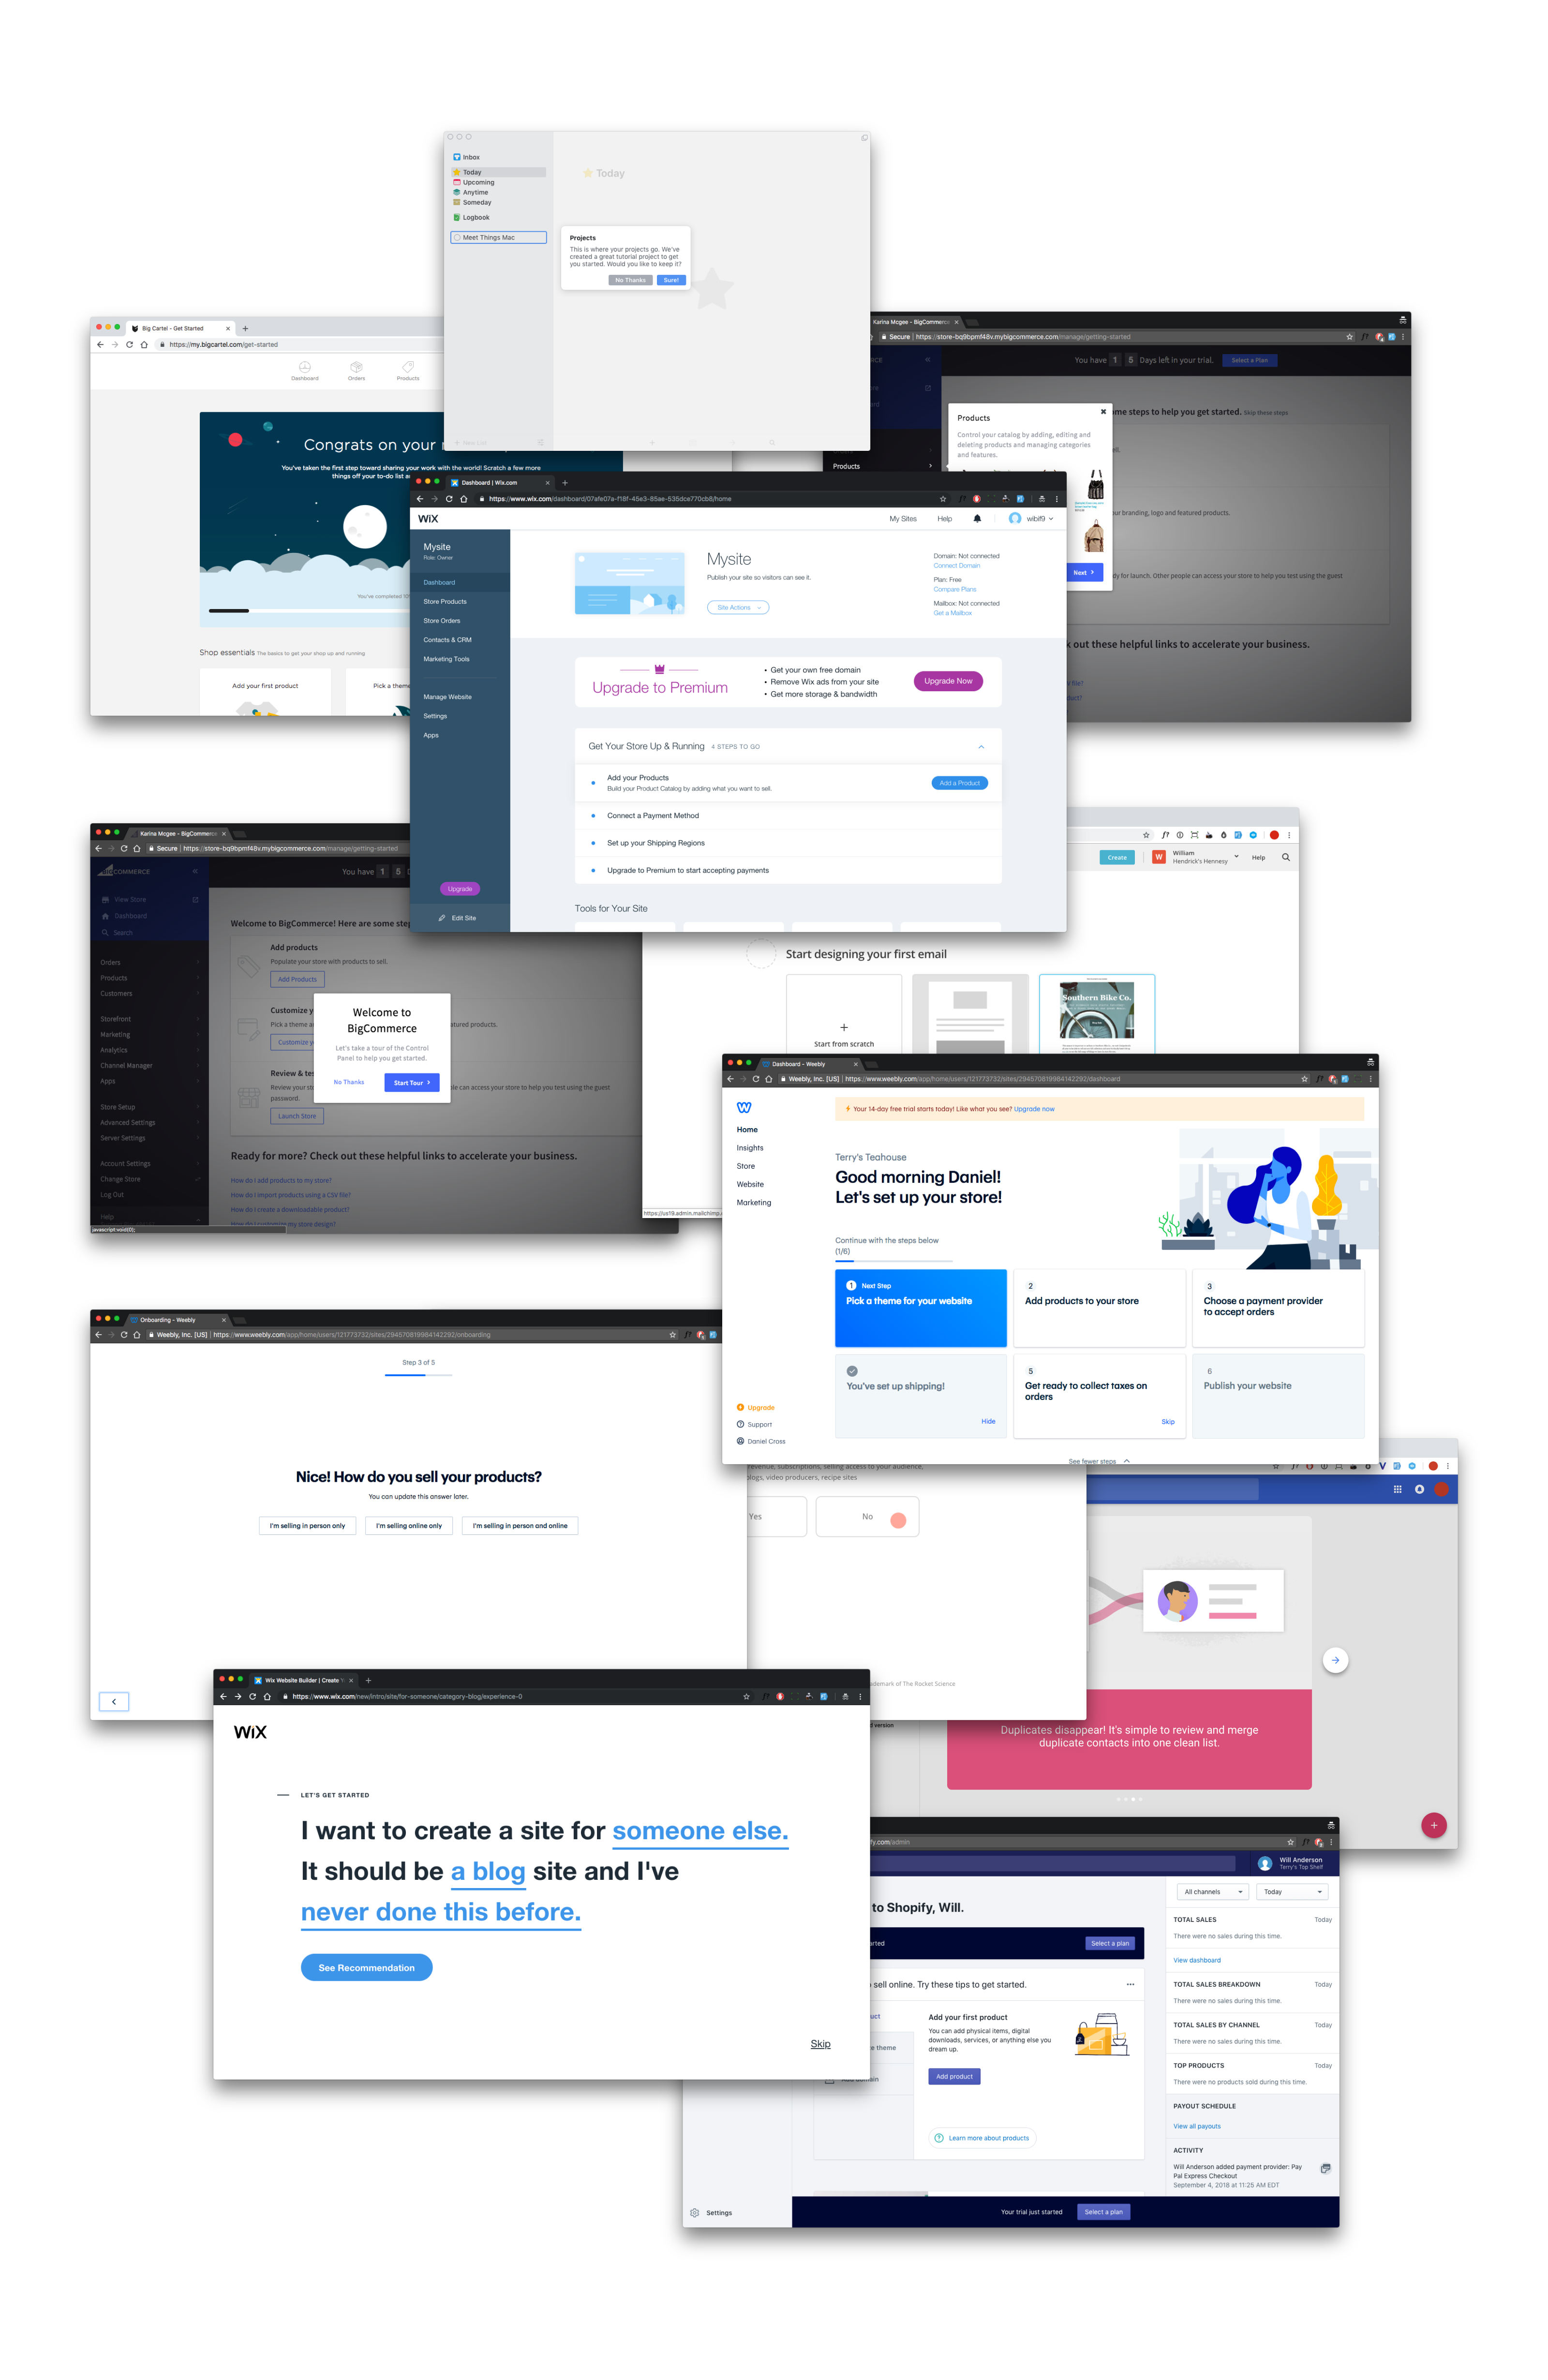 Inbox
Today
Upcoming
Anytime
Someday
Logbook
Meet Things Mac
New List
Today
Projects
This is where your projects go. We've
created a great tutorial project to get
you started. Would you like to keep it?
No Thanks
Sure!
Big Cartel - Get Started
https://my.bigcartel.com/get-started
Dashboard
Orders
Products
Congrats on your
You've taken the first step toward sharing your work with the world! Scratch a few more
things off your to-do list
You've completed
Shop essentials The basics to get your shop up and running
Add your first product
Pick a theme
Karina Mcgee - BigCommerce
Secure | https://store-bq9bpmf48v.mybigcommerce.com/manage/getting-started
You have 1 5 Days left in your trial.
Select a Plan
some steps to help you get started. Skip these steps
Products
Products
Control your catalog by adding, editing and
deleting products and managing categories
and features.
our branding, logo and featured products.
Next
dy for launch. Other people can access your store to help you test using the guest
k out these helpful links to accelerate your business.
file?
duct?
Dashboard | Wix.com
https://www.wix.com/dashboard/07afe07a-f18f-45e3-85ae-535dce770cb8/home
WiX
My Sites
Help
wibif9
Mysite
Role: Owner
Dashboard
Store Products
Store Orders
Contacts & CRM
Marketing Tools
Manage Website
Settings
Apps
Upgrade
Edit Site
Mysite
Publish your site so visitors can see it.
Site Actions
Domain: Not connected
Connect Domain
Plan: Free
Compare Plans
Mailbox: Not connected
Get a Mailbox
Upgrade to Premium
• Get your own free domain
• Remove Wix ads from your site
• Get more storage & bandwidth
Upgrade Now
Get Your Store Up & Running 4 STEPS TO GO
Add your Products
Build your Product Catalog by adding what you want to sell.
Add a Product
Connect a Payment Method
Set up your Shipping Regions
Upgrade to Premium to start accepting payments
Tools for Your Site
Karina Mcgee - BigCommerce
Secure | https://store-bq9bpmf48v.mybigcommerce.com/manage/getting-started
BIGCOMMERCE
You have 1 5
View Store
Dashboard
Search
Orders
Products
Customers
Storefront
Marketing
Analytics
Channel Manager
Apps
Store Setup
Advanced Settings
Server Settings
Account Settings
Change Store
Log Out
Help
javascript:void(0);
Welcome to BigCommerce! Here are some step
Add products
Populate your store with products to sell.
Add Products
Customize y
Pick a theme a
atured products.
Customize y
Review & te
Review your sto
ple can access your store to help you test using the guest
password.
Launch Store
Welcome to
BigCommerce
Let's take a tour of the Control
Panel to help you get started.
No Thanks
Start Tour
Ready for more? Check out these helpful links to accelerate your business.
How do I add products to my store?
How do I import products using a CSV file?
How do I create a downloadable product?
How do I customize my store design?
Create
W
William
Hendrick's Hennesy
Help
Start designing your first email
Start from scratch
Southern Bike Co.
https://us19.admin.mailchimp.
Dashboard - Weebly
Weebly, Inc. [US] | https://www.weebly.com/app/home/users/121773732/sites/294570819984142292/dashboard
Home
Insights
Store
Website
Marketing
Upgrade
Support
Daniel Cross
Your 14-day free trial starts today! Like what you see? Upgrade now
Terry's Teahouse
Good morning Daniel!
Let's set up your store!
Continue with the steps below
(1/6)
1 Next Step
Pick a theme for your website
2
Add products to your store
3
Choose a payment provider
to accept orders
You've set up shipping!
Hide
5
Get ready to collect taxes on
orders
Skip
6
Publish your website
See fewer steps
Onboarding - Weebly
Weebly, Inc. [US] | https://www.weebly.com/app/home/users/121773732/sites/294570819984142292/onboarding
Step 3 of 5
Nice! How do you sell your products?
You can update this answer later.
I'm selling in person only
I'm selling online only
I'm selling in person and online
revenue, subscriptions, selling access to your audience,
logs, video producers, recipe sites
Yes
No
demark of The Rocket Science
d version
Duplicates disappear! It's simple to review and merge
duplicate contacts into one clean list.
Wix Website Builder | Create
https://www.wix.com/new/intro/site/for-someone/category-blog/experience-0
WiX
LET'S GET STARTED
I want to create a site for someone else.
It should be a blog site and I've
never done this before.
See Recommendation
Skip
fy.com/admin
Will Anderson
Terry's Top Shelf
to Shopify, Will.
arted
Select a plan
sell online. Try these tips to get started.
uct
e theme
ain
Add your first product
You can add physical items, digital
downloads, services, or anything else you
dream up.
Add product
Learn more about products
All channels
Today
TOTAL SALES
Today
There were no sales during this time.
View dashboard
TOTAL SALES BREAKDOWN
Today
There were no sales during this time.
TOTAL SALES BY CHANNEL
Today
There were no sales during this time.
TOP PRODUCTS
Today
There were no products sold during this time.
PAYOUT SCHEDULE
View all payouts
ACTIVITY
Will Anderson added payment provider: Pay
Pal Express Checkout
September 4, 2018 at 11:25 AM EDT
Settings
Your trial just started
Select a plan